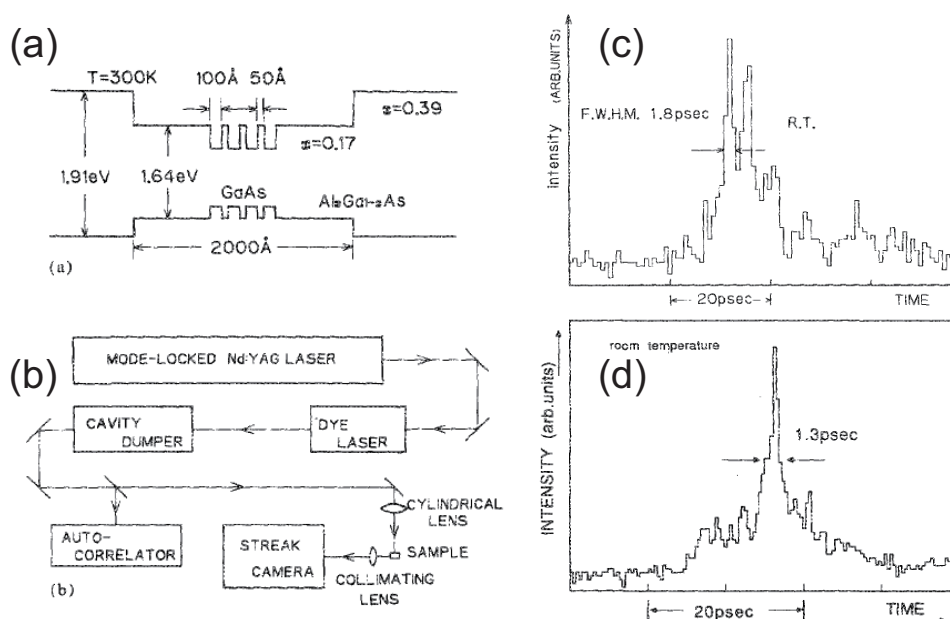 (a)
T=300K
100Å 50Å
x=0.39
x=0.17
1.91eV
1.64eV
GaAs
AlxGa1-xAs
2000Å
(a)
(b)
MODE-LOCKED Nd:YAG LASER
CAVITY
DUMPER
DYE
LASER
CYLINDRICAL
LENS
AUTO-
CORRELATOR
STREAK
CAMERA
SAMPLE
COLLIMATING
LENS
(b)
(c)
Intensity (ARB.UNITS)
F.W.H.M. 1.8psec
R.T.
20psec
TIME
(d)
room temperature
INTENSITY (arb.units)
1.3psec
20psec
TIME